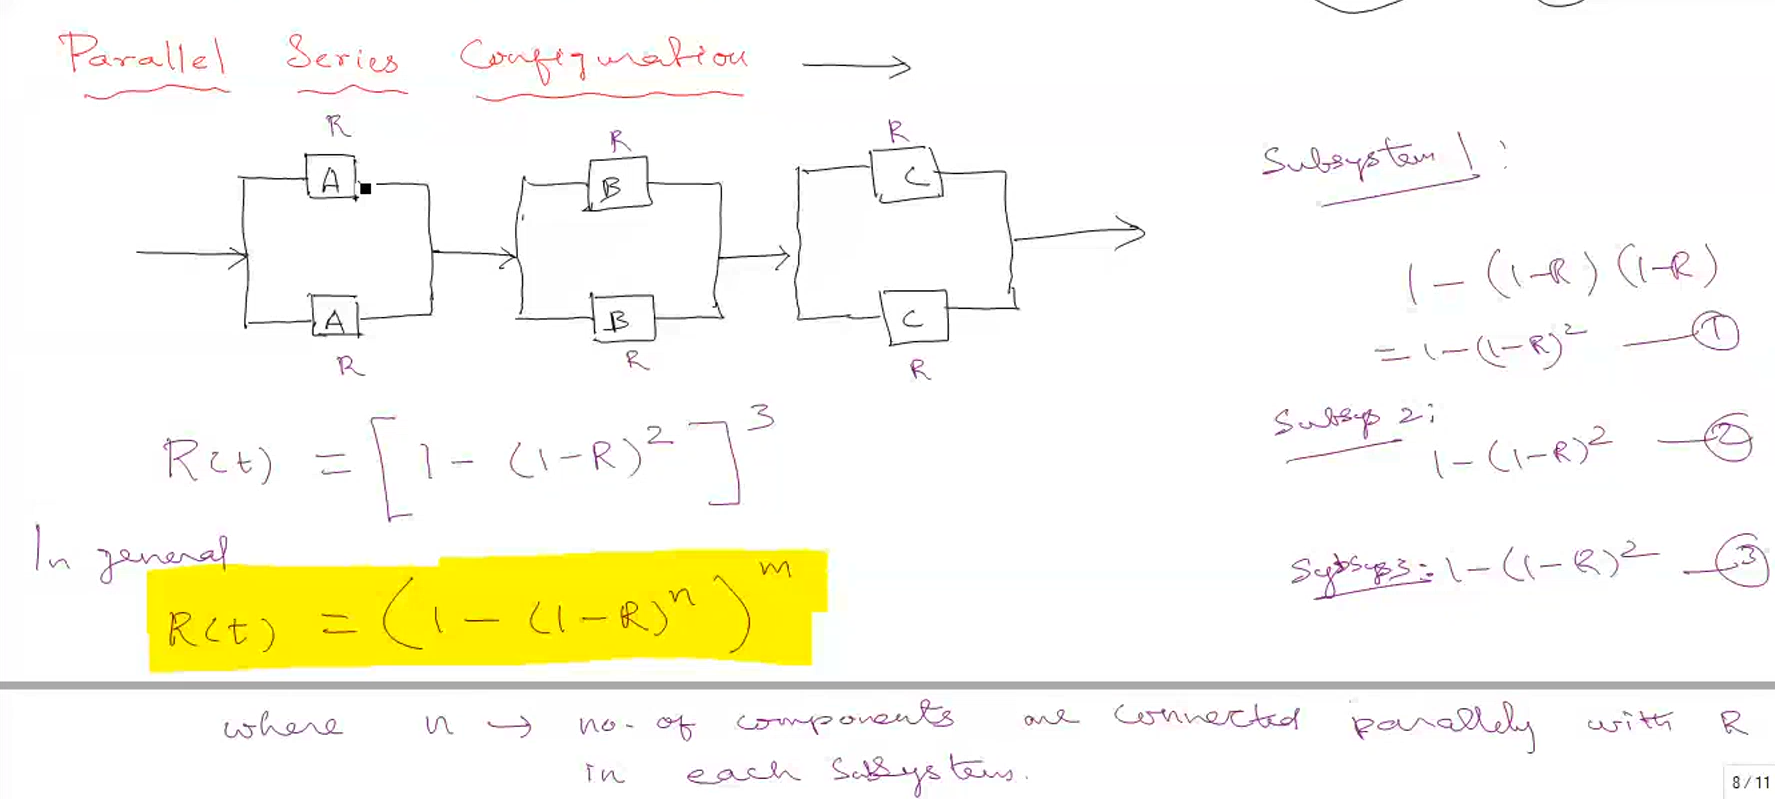 Parallel Series Configuration
R R R
A B C
A B C
R R R
R(t) = [1 - (1-R)^2]^3
In general
R(t) = (1 - (1-R)^n)^m
Subsystem 1:
1 - (1-R) (1-R)
= 1-(1-R)^2 — 1
Subsys 2:
1-(1-R)^2 — 2
Subsys 3: 1-(1-R)^2 — 3
where n → no. of components are connected parallely with R
in each subsystem.
8/11